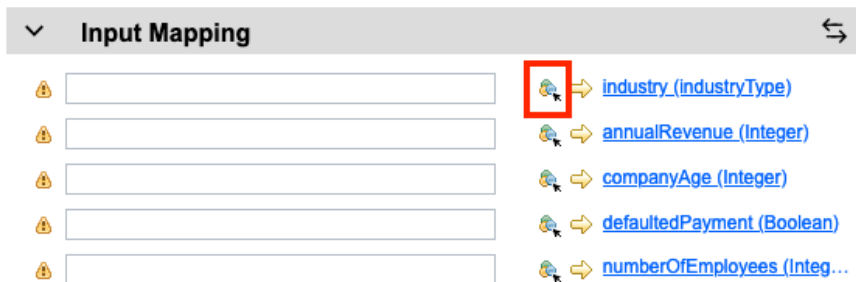 Input Mapping
industry (industryType)
annualRevenue (Integer)
companyAge (Integer)
defaultedPayment (Boolean)
numberOfEmployees (Integ...